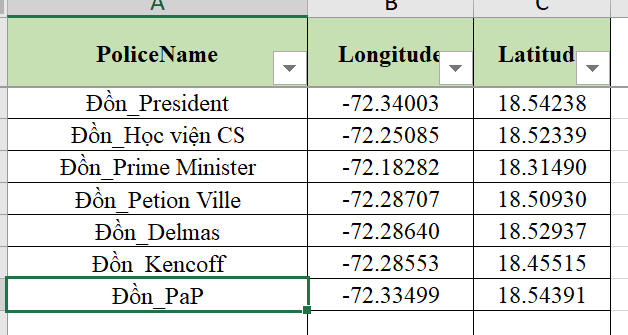 A B C
PoliceName Longitude Latitud
Đồn_President -72.34003 18.54238
Đồn_Học viện CS -72.25085 18.52339
Đồn_Prime Minister -72.18282 18.31490
Đồn_Petion Ville -72.28707 18.50930
Đồn_Delmas -72.28640 18.52937
Đồn_Kencoff -72.28553 18.45515
Đồn_PaP -72.33499 18.54391